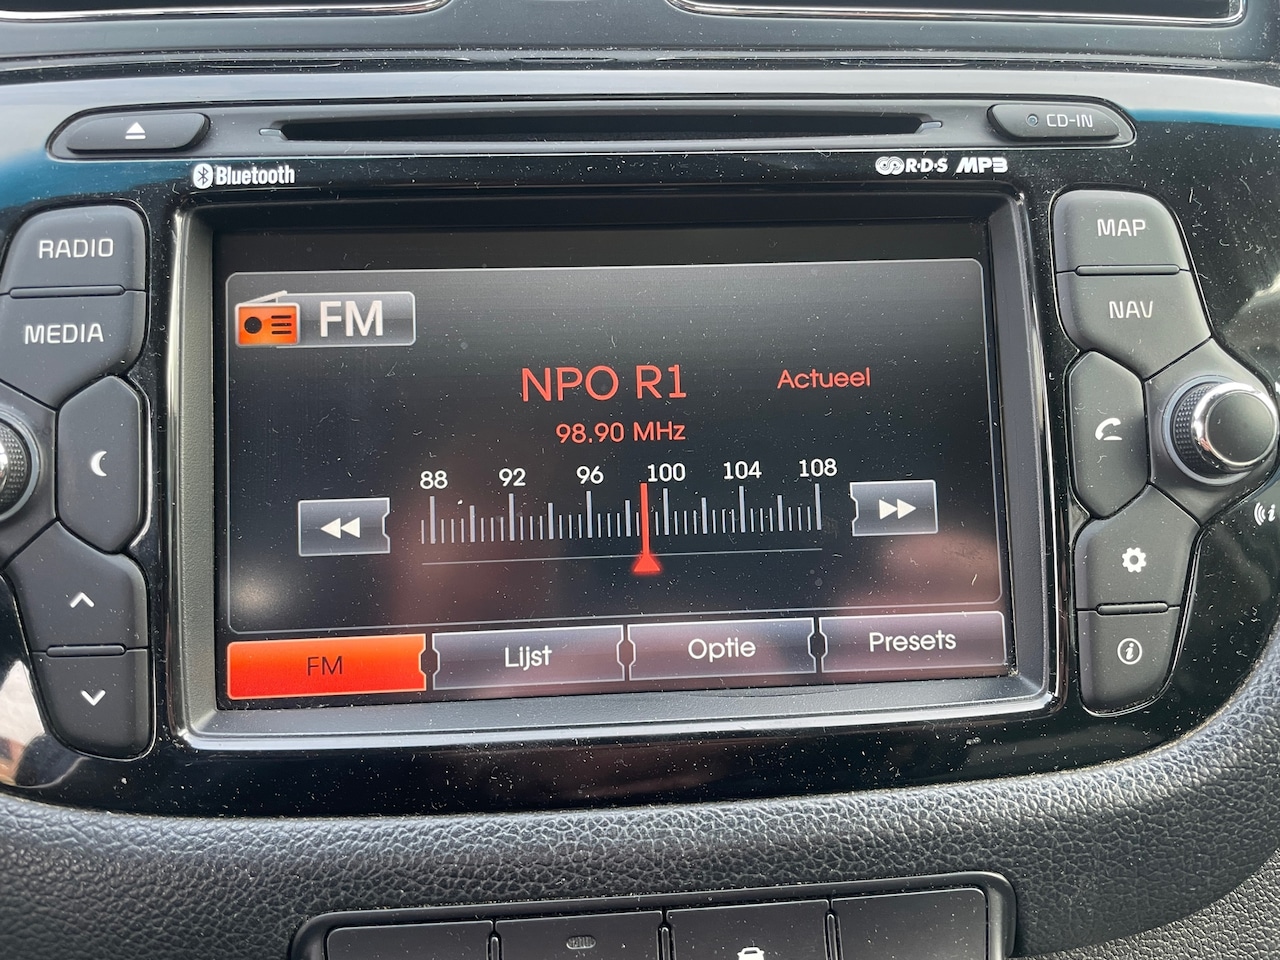 CD-IN
Bluetooth
R·D·S MP3
RADIO
MEDIA
MAP
NAV
FM
NPO R1
Actueel
98.90 MHz
88 92 96 100 104 108
FM
Lijst
Optie
Presets